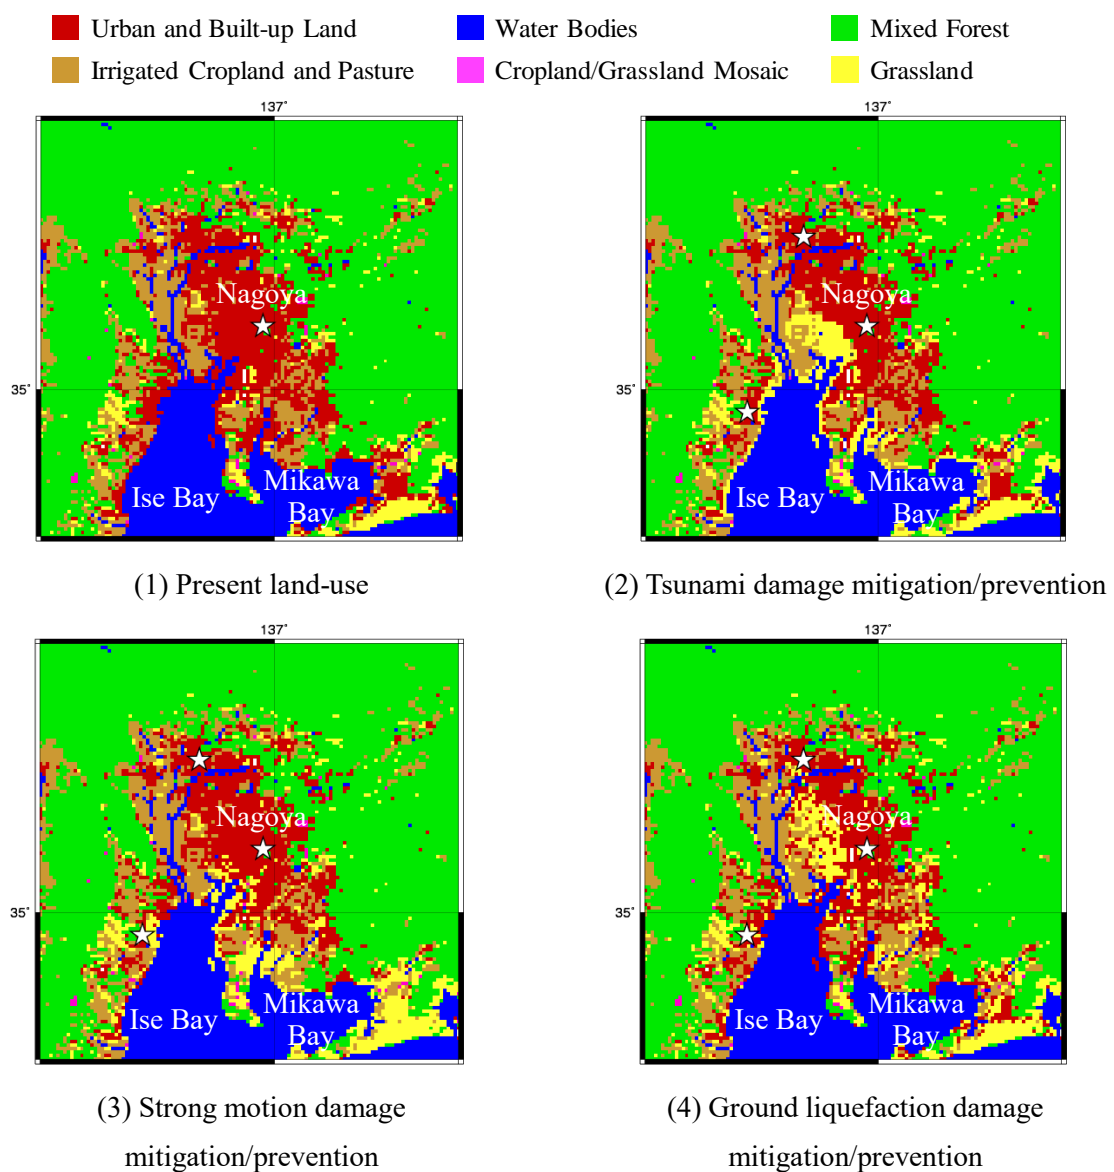 Urban and Built-up Land
Water Bodies
Mixed Forest
Irrigated Cropland and Pasture
Cropland/Grassland Mosaic
Grassland
137°
137°
Nagoya
Nagoya
35°
35°
Ise Bay
Mikawa
Bay
Ise Bay
Mikawa
Bay
(1) Present land-use
(2) Tsunami damage mitigation/prevention
137°
137°
Nagoya
Nagoya
35°
35°
Ise Bay
Mikawa
Bay
Ise Bay
Mikawa
Bay
(3) Strong motion damage
mitigation/prevention
(4) Ground liquefaction damage
mitigation/prevention